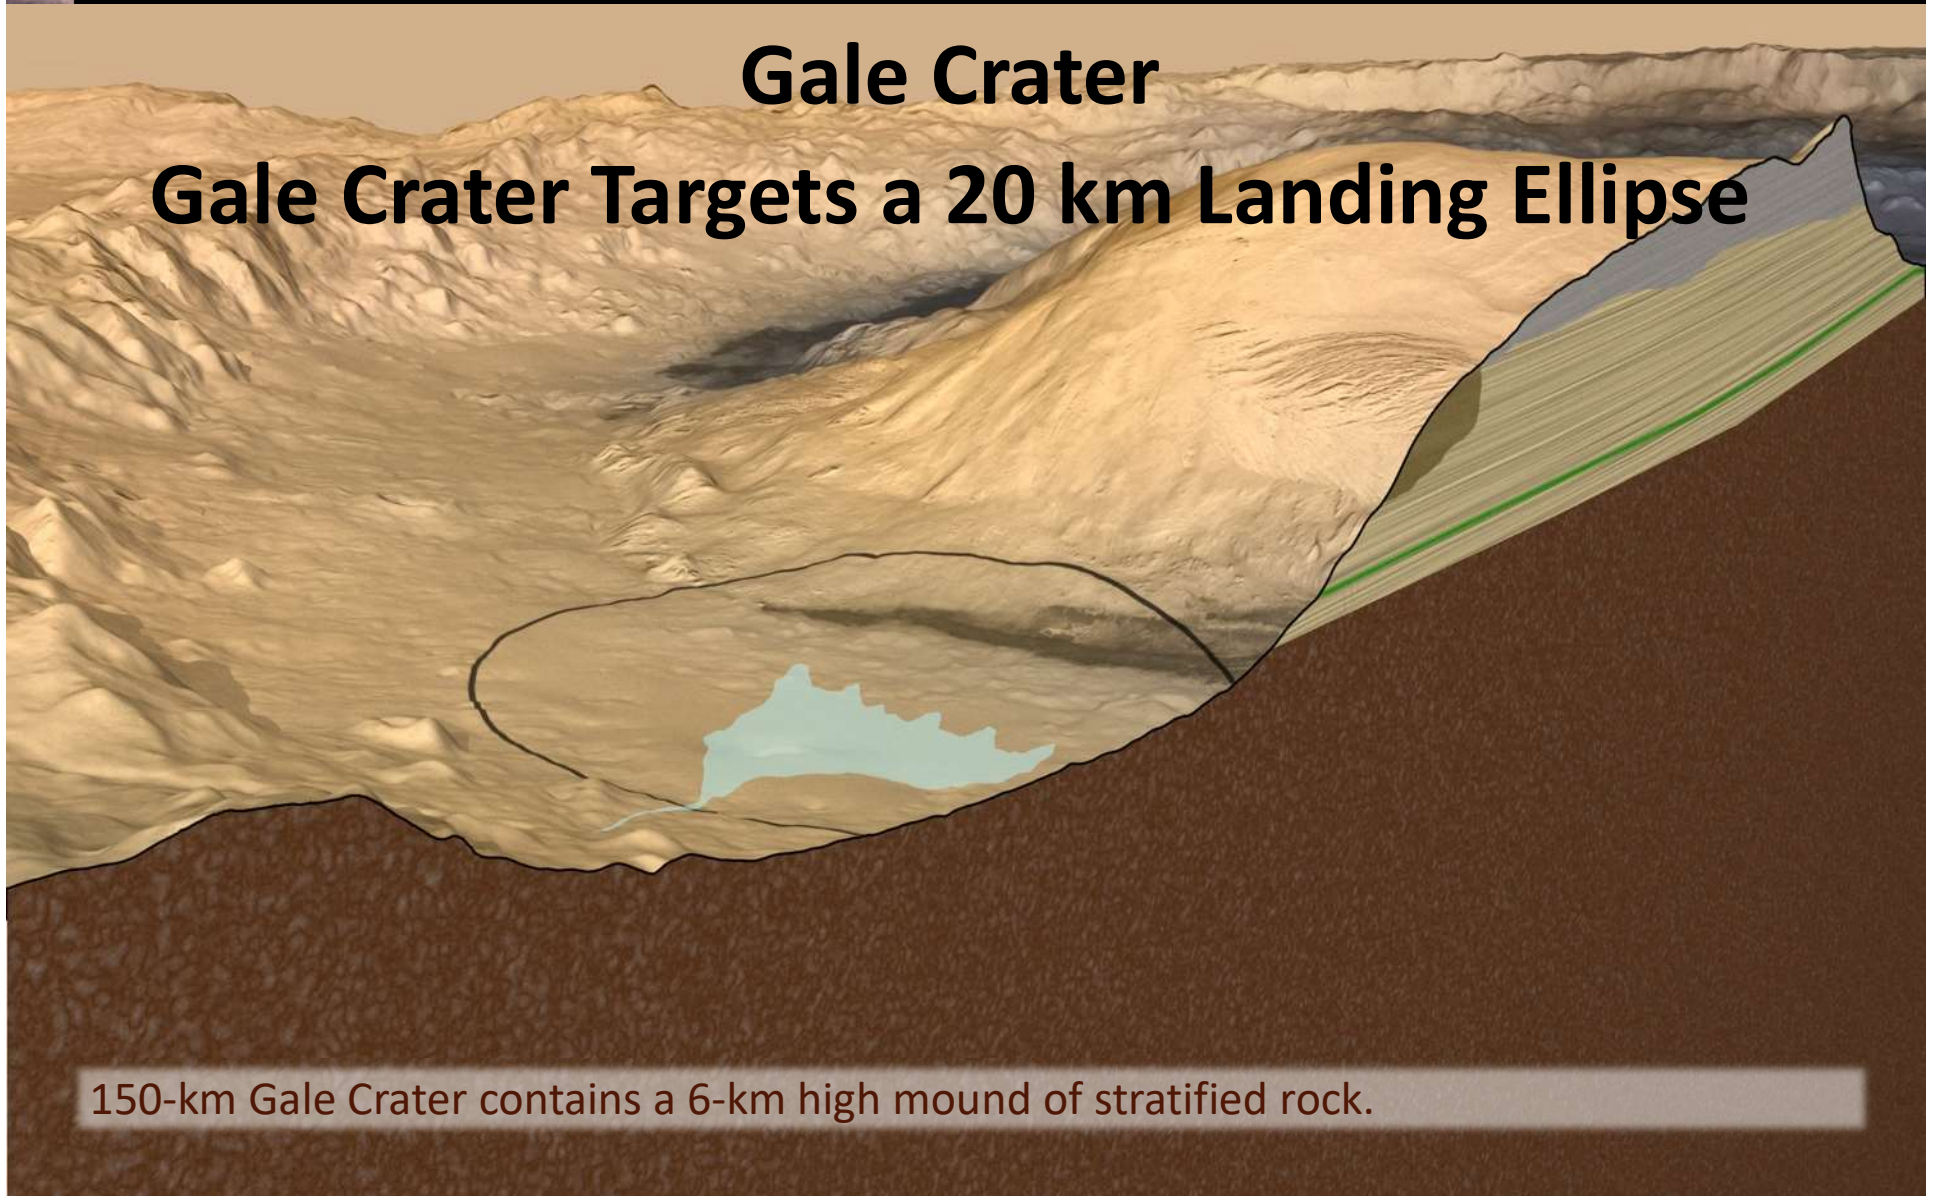 Gale Crater
Gale Crater Targets a 20 km Landing Ellipse
150-km Gale Crater contains a 6-km high mound of stratified rock.